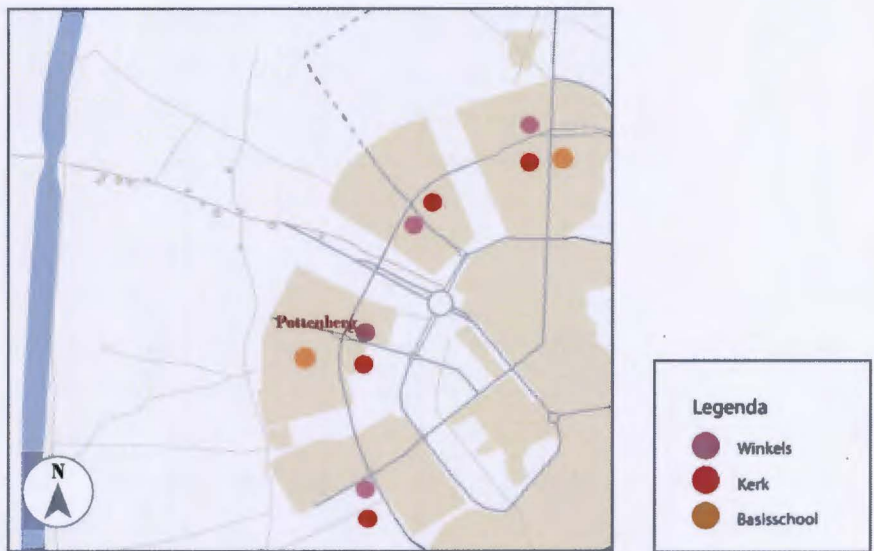 Pottenberg
N
Legenda
Winkels
Kerk
Basisschool